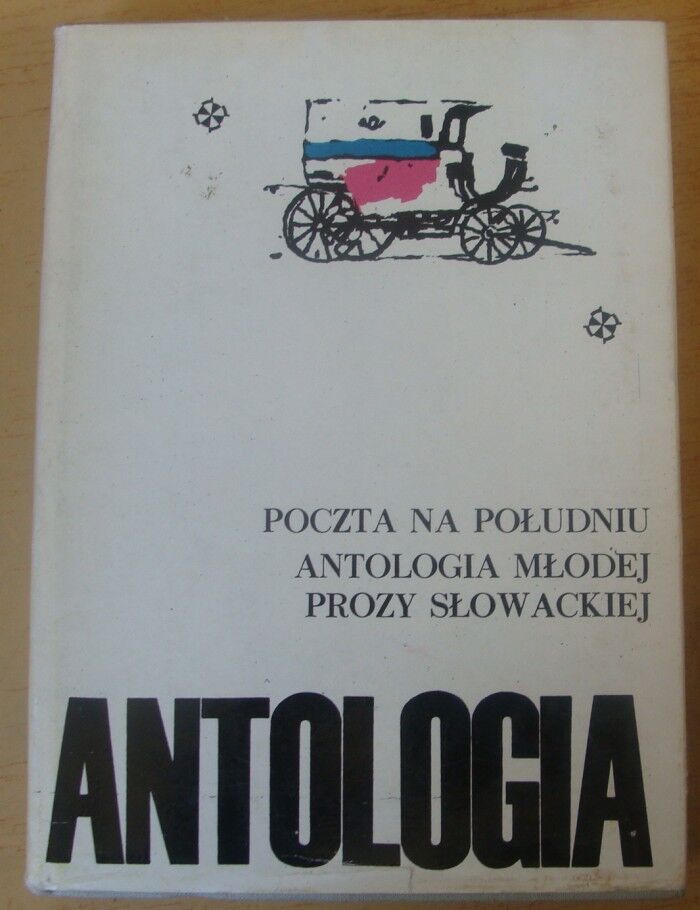 POCZTA NA POŁUDNIU
ANTOLOGIA MŁODEJ
PROZY SŁOWACKIEJ
ANTOLOGIA